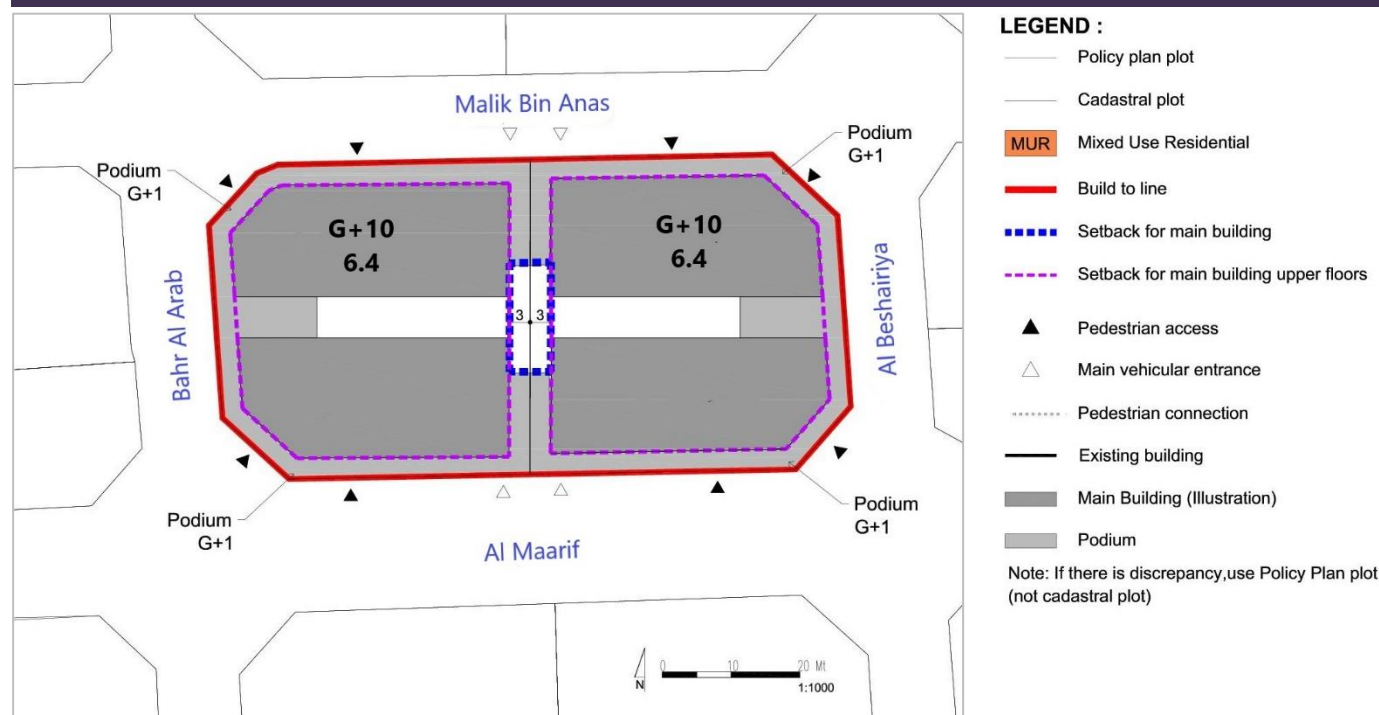 Malik Bin Anas
Podium
G+1
Podium
G+1
G+10
6.4
G+10
6.4
Bahr Al Arab
3 3
Al Beshairiya
Podium
G+1
Podium
G+1
Al Maarif
N
0 10 20 Mt
1:1000
LEGEND :
Policy plan plot
Cadastral plot
MUR Mixed Use Residential
Build to line
Setback for main building
Setback for main building upper floors
Pedestrian access
Main vehicular entrance
Pedestrian connection
Existing building
Main Building (Illustration)
Podium
Note: If there is discrepancy,use Policy Plan plot
(not cadastral plot)